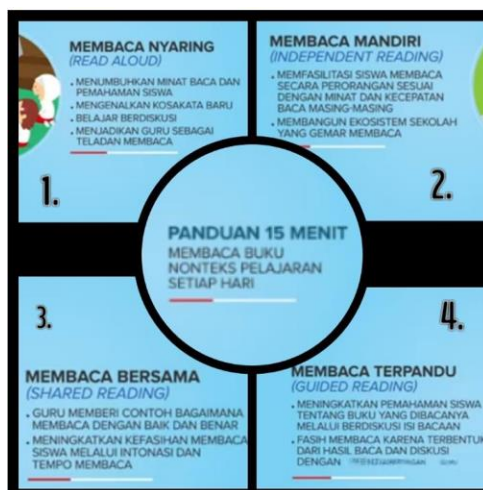 MEMBACA NYARING
(READ ALOUD)
• MENUMBUHKAN MINAT BACA DAN
PEMAHAMAN SISWA
• MENGENALKAN KOSAKATA BARU
• BELAJAR BERDISKUSI
• MENJADIKAN GURU SEBAGAI
TELADAN MEMBACA
1.
MEMBACA MANDIRI
(INDEPENDENT READING)
• MEMFASILITASI SISWA MEMBACA
SECARA PERORANGAN SESUAI
DENGAN MINAT DAN KECEPATAN
BACA MASING-MASING
• MEMBANGUN EKOSISTEM SEKOLAH
YANG GEMAR MEMBACA
2.
PANDUAN 15 MENIT
MEMBACA BUKU
NONTEKS PELAJARAN
SETIAP HARI
3.
MEMBACA BERSAMA
(SHARED READING)
• GURU MEMBERI CONTOH BAGAIMANA
MEMBACA DENGAN BAIK DAN BENAR
• MENINGKATKAN KEFASIHAN MEMBACA
SISWA MELALUI INTONASI DAN
TEMPO MEMBACA
4.
MEMBACA TERPANDU
(GUIDED READING)
• MENINGKATKAN PEMAHAMAN SISWA
TENTANG BUKU YANG DIBACANYA
MELALUI BERDISKUSI ISI BACAAN
• FASIH MEMBACA KARENA TERBENTUK
DARI HASIL BACA DAN DISKUSI
DENGAN GURU